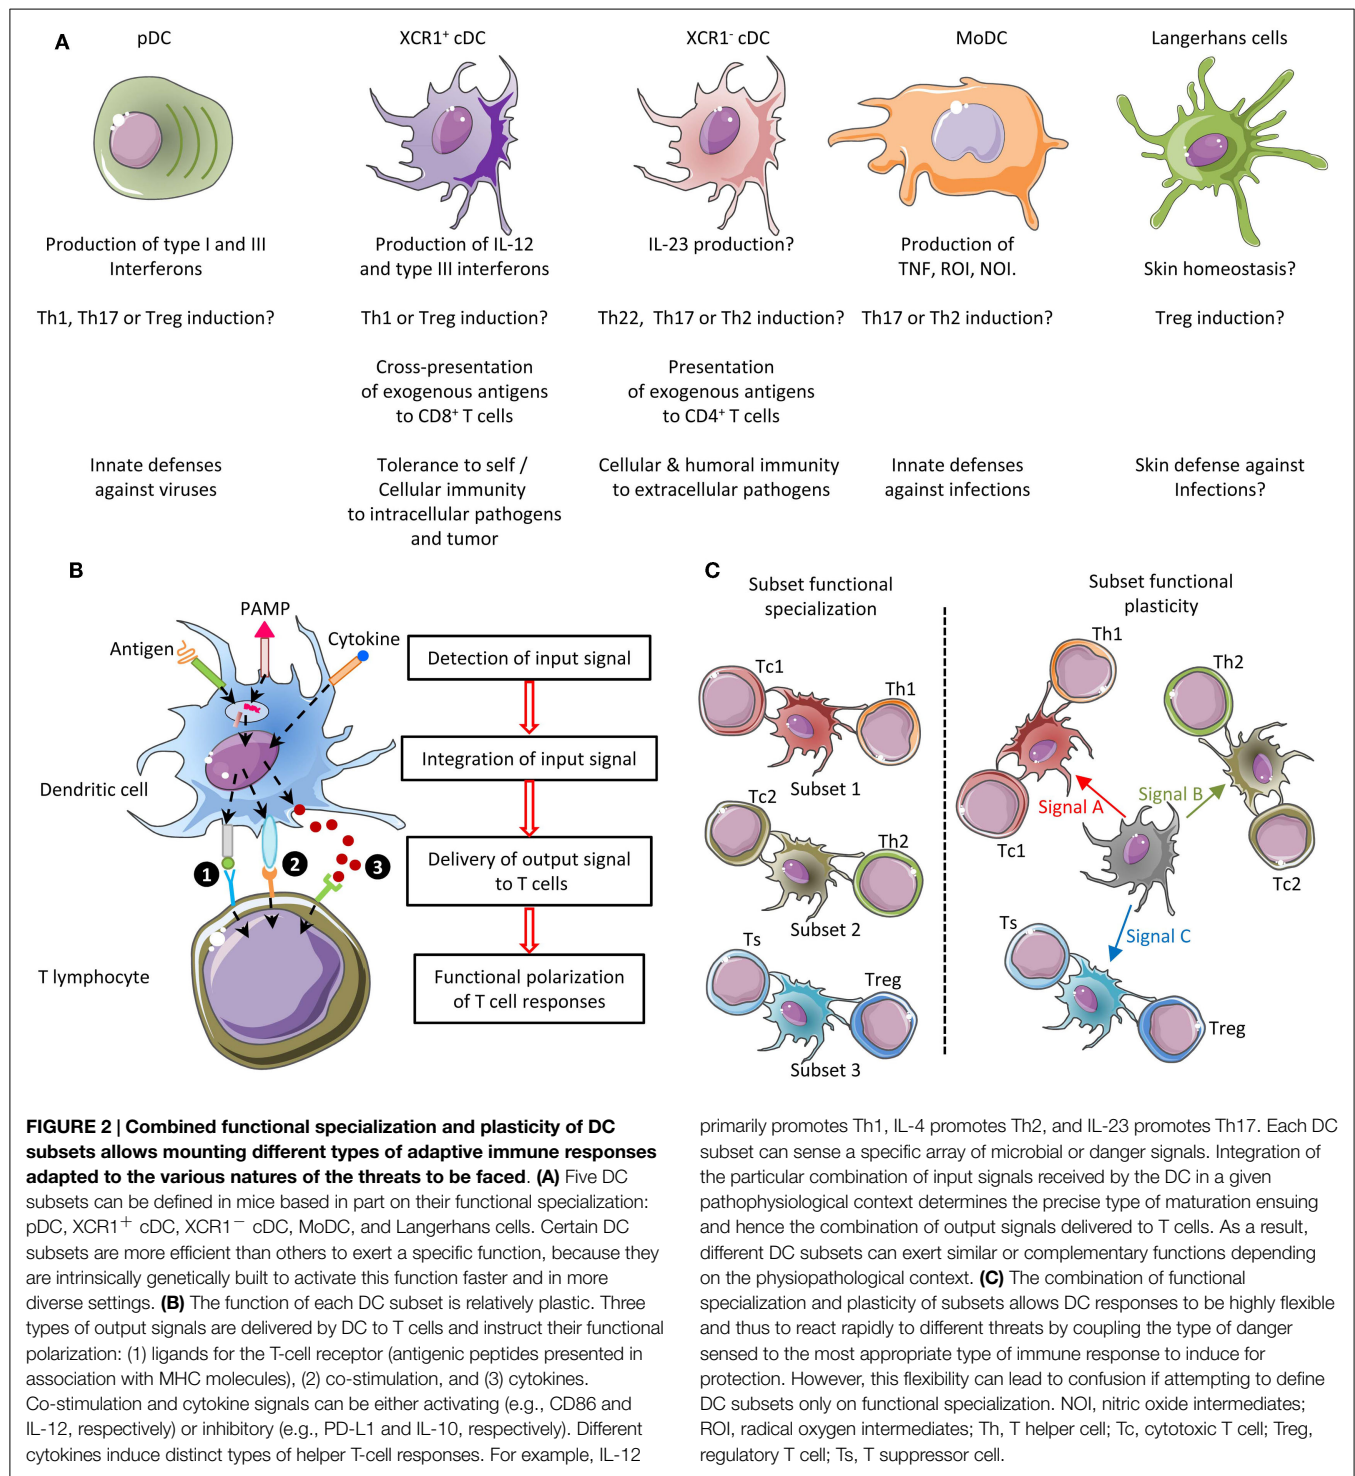 A
pDC
XCR1⁺ cDC
XCR1⁻ cDC
MoDC
Langerhans cells
Production of type I and III
Interferons
Production of IL-12
and type III interferons
IL-23 production?
Production of
TNF, ROI, NOI.
Skin homeostasis?
Th1, Th17 or Treg induction?
Th1 or Treg induction?
Th22, Th17 or Th2 induction?
Th17 or Th2 induction?
Treg induction?
Cross-presentation
of exogenous antigens
to CD8⁺ T cells
Presentation
of exogenous antigens
to CD4⁺ T cells
Innate defenses
against viruses
Tolerance to self /
Cellular immunity
to intracellular pathogens
and tumor
Cellular & humoral immunity
to extracellular pathogens
Innate defenses
against infections
Skin defense against
Infections?
B
PAMP
Antigen
Cytokine
Dendritic cell
1
2
3
T lymphocyte
Detection of input signal
Integration of input signal
Delivery of output signal
to T cells
Functional polarization
of T cell responses
C
Subset functional
specialization
Tc1
Th1
Subset 1
Tc2
Th2
Subset 2
Ts
Treg
Subset 3
Subset functional
plasticity
Th1
Th2
Tc1
Signal A
Signal B
Tc2
Ts
Signal C
Treg
FIGURE 2 | Combined functional specialization and plasticity of DC
subsets allows mounting different types of adaptive immune responses
adapted to the various natures of the threats to be faced. (A) Five DC
subsets can be defined in mice based in part on their functional specialization:
pDC, XCR1⁺ cDC, XCR1⁻ cDC, MoDC, and Langerhans cells. Certain DC
subsets are more efficient than others to exert a specific function, because they
are intrinsically genetically built to activate this function faster and in more
diverse settings. (B) The function of each DC subset is relatively plastic. Three
types of output signals are delivered by DC to T cells and instruct their functional
polarization: (1) ligands for the T-cell receptor (antigenic peptides presented in
association with MHC molecules), (2) co-stimulation, and (3) cytokines.
Co-stimulation and cytokine signals can be either activating (e.g., CD86 and
IL-12, respectively) or inhibitory (e.g., PD-L1 and IL-10, respectively). Different
cytokines induce distinct types of helper T-cell responses. For example, IL-12
primarily promotes Th1, IL-4 promotes Th2, and IL-23 promotes Th17. Each DC
subset can sense a specific array of microbial or danger signals. Integration of
the particular combination of input signals received by the DC in a given
pathophysiological context determines the precise type of maturation ensuing
and hence the combination of output signals delivered to T cells. As a result,
different DC subsets can exert similar or complementary functions depending
on the physiopathological context. (C) The combination of functional
specialization and plasticity of subsets allows DC responses to be highly flexible
and thus to react rapidly to different threats by coupling the type of danger
sensed to the most appropriate type of immune response to induce for
protection. However, this flexibility can lead to confusion if attempting to define
DC subsets only on functional specialization. NOI, nitric oxide intermediates;
ROI, radical oxygen intermediates; Th, T helper cell; Tc, cytotoxic T cell; Treg,
regulatory T cell; Ts, T suppressor cell.